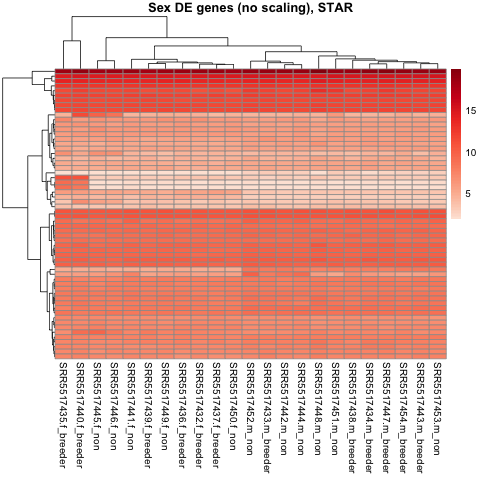 Sex DE genes (no scaling), STAR
15
10
5
SRR5517435.f_breeder
SRR5517440.f_breeder
SRR5517445.f_non
SRR5517446.f_non
SRR5517441.f_non
SRR5517439.f_breeder
SRR5517449.f_non
SRR5517436.f_breeder
SRR5517432.f_breeder
SRR5517437.f_breeder
SRR5517450.f_non
SRR5517452.m_non
SRR5517433.m_breeder
SRR5517442.m_non
SRR5517444.m_non
SRR5517448.m_non
SRR5517451.m_non
SRR5517438.m_breeder
SRR5517434.m_breeder
SRR5517447.m_breeder
SRR5517454.m_breeder
SRR5517443.m_breeder
SRR5517453.m_non